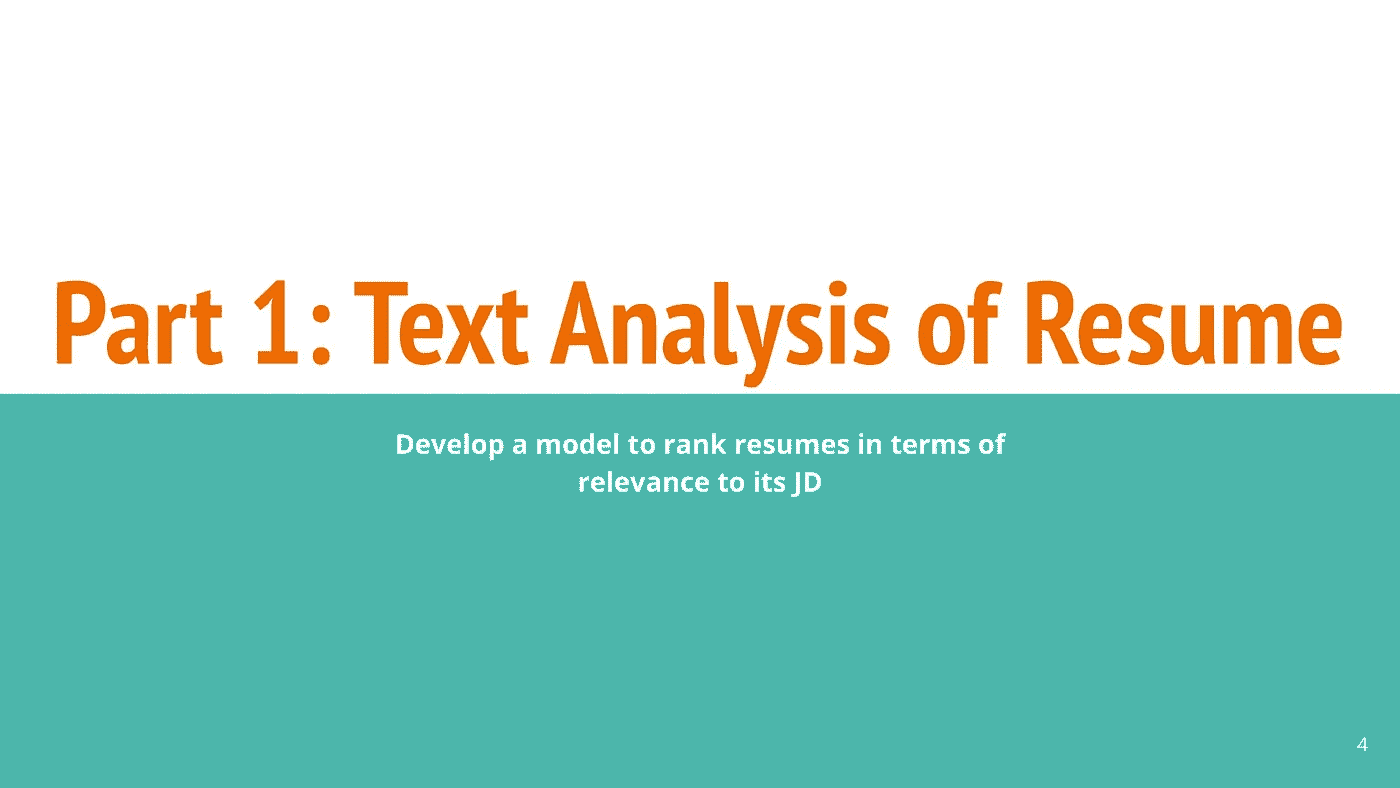 Part 1: Text Analysis of Resume
Develop a model to rank resumes in terms of
relevance to its JD
4